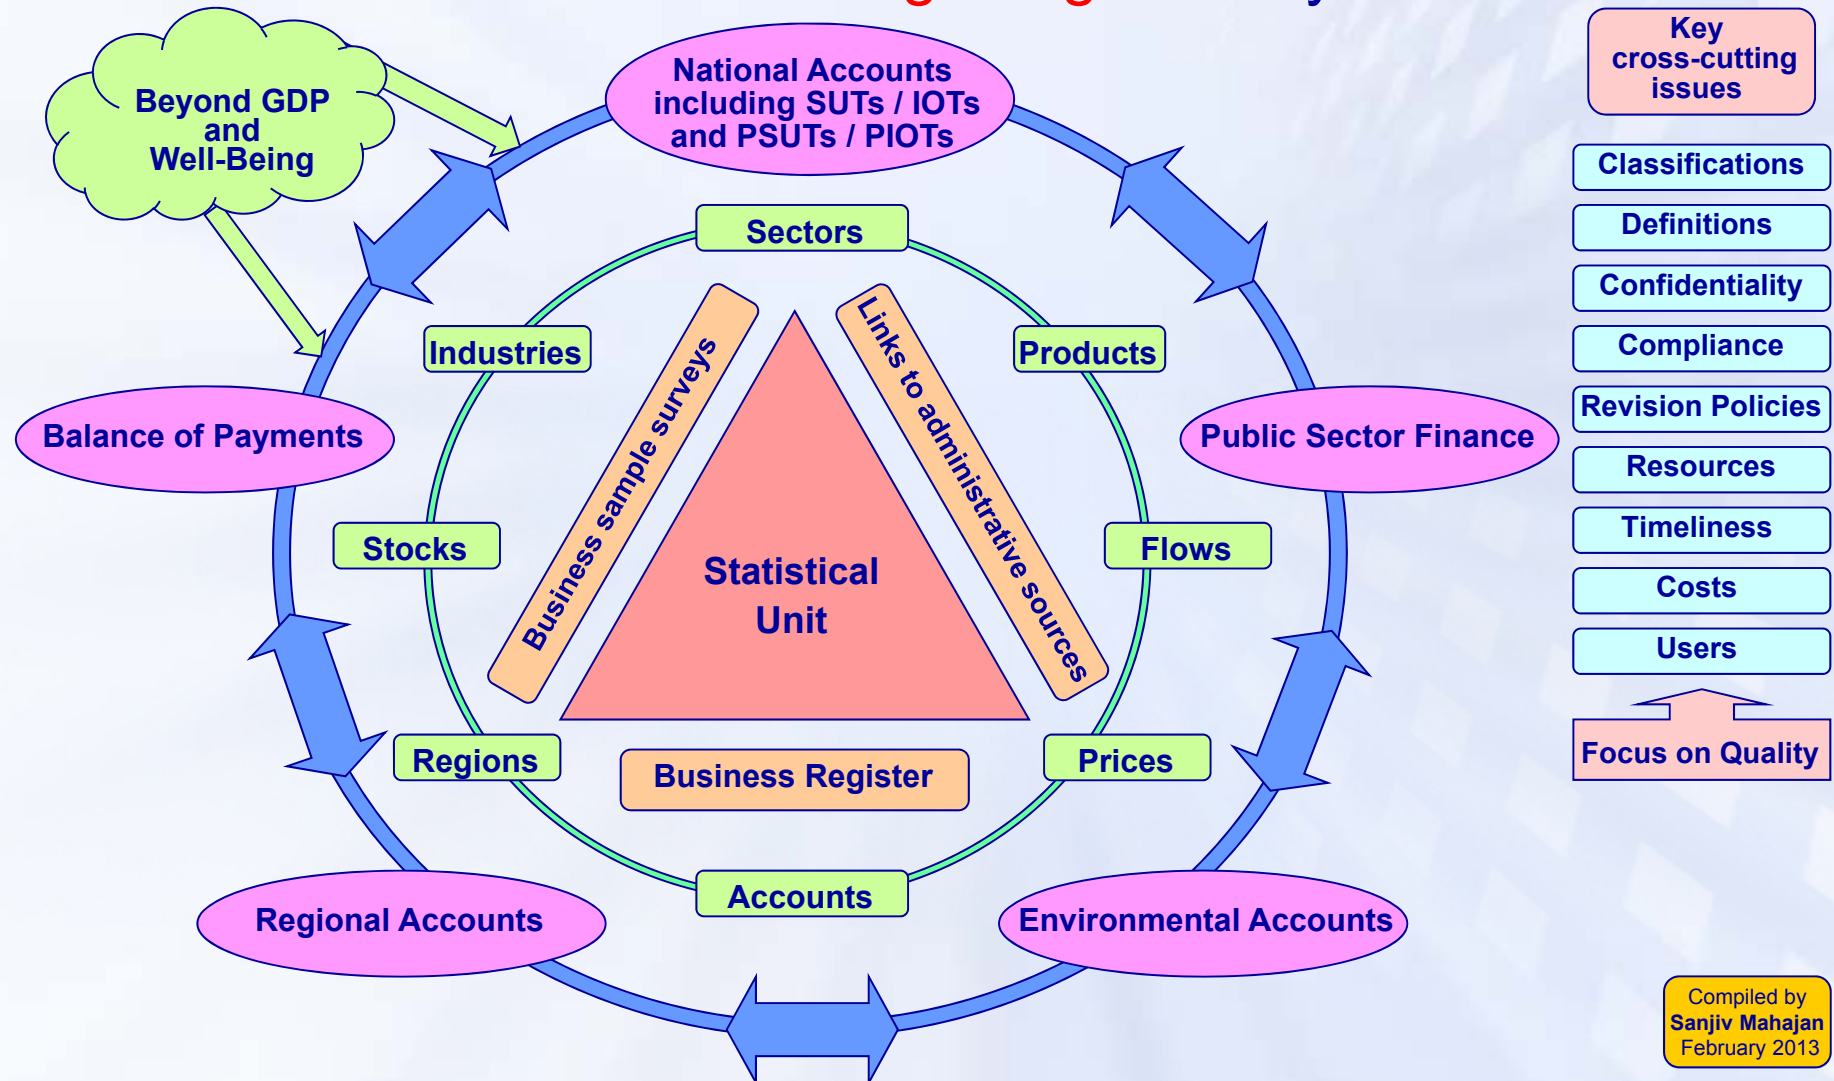 Beyond GDP
and
Well-Being
National Accounts
including SUTs / IOTs
and PSUTs / PIOTs
Key
cross-cutting
issues
Classifications
Definitions
Confidentiality
Compliance
Revision Policies
Resources
Timeliness
Costs
Users
Focus on Quality
Sectors
Industries
Products
Business sample surveys
Links to administrative sources
Balance of Payments
Public Sector Finance
Stocks
Flows
Statistical
Unit
Regions
Prices
Business Register
Accounts
Regional Accounts
Environmental Accounts
Compiled by
Sanjiv Mahajan
February 2013